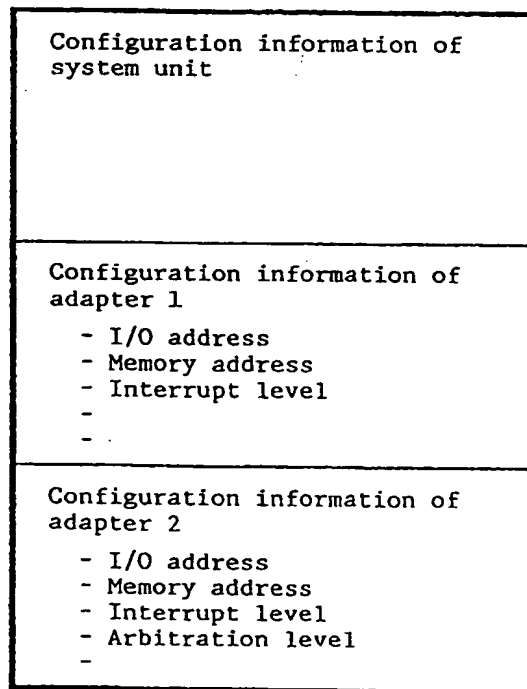 Configuration information of
system unit
Configuration information of
adapter 1
- I/O address
- Memory address
- Interrupt level
-
-
Configuration information of
adapter 2
- I/O address
- Memory address
- Interrupt level
- Arbitration level
-